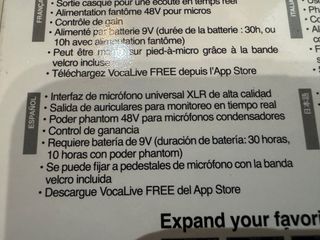 FRANÇAI
Sortie casque pour une écoute en temps réel
• Alimentation fantôme 48V pour micros
• Contrôle de gain
• Alimenté par batterie 9V (durée de la batterie : 30h, ou
10h avec alimentation fantôme)
• Peut être sur pied-à-micro grâce à la bande
velcro incluse
• Téléchargez VocaLive FREE depuis l'App Store
ITALIAN
ESPAÑOL
• Interfaz de micrófono universal XLR de alta calidad
• Salida de auriculares para monitoreo en tiempo real
• Poder phantom 48V para micrófonos condensadores
• Control de ganancia
• Requiere batería de 9V (duración de batería: 30 horas,
10 horas con poder phantom)
• Se puede fijar a pedestales de micrófono con la banda
velcro incluida
• Descargue VocaLive FREE del App Store
日本語
Expand your favori